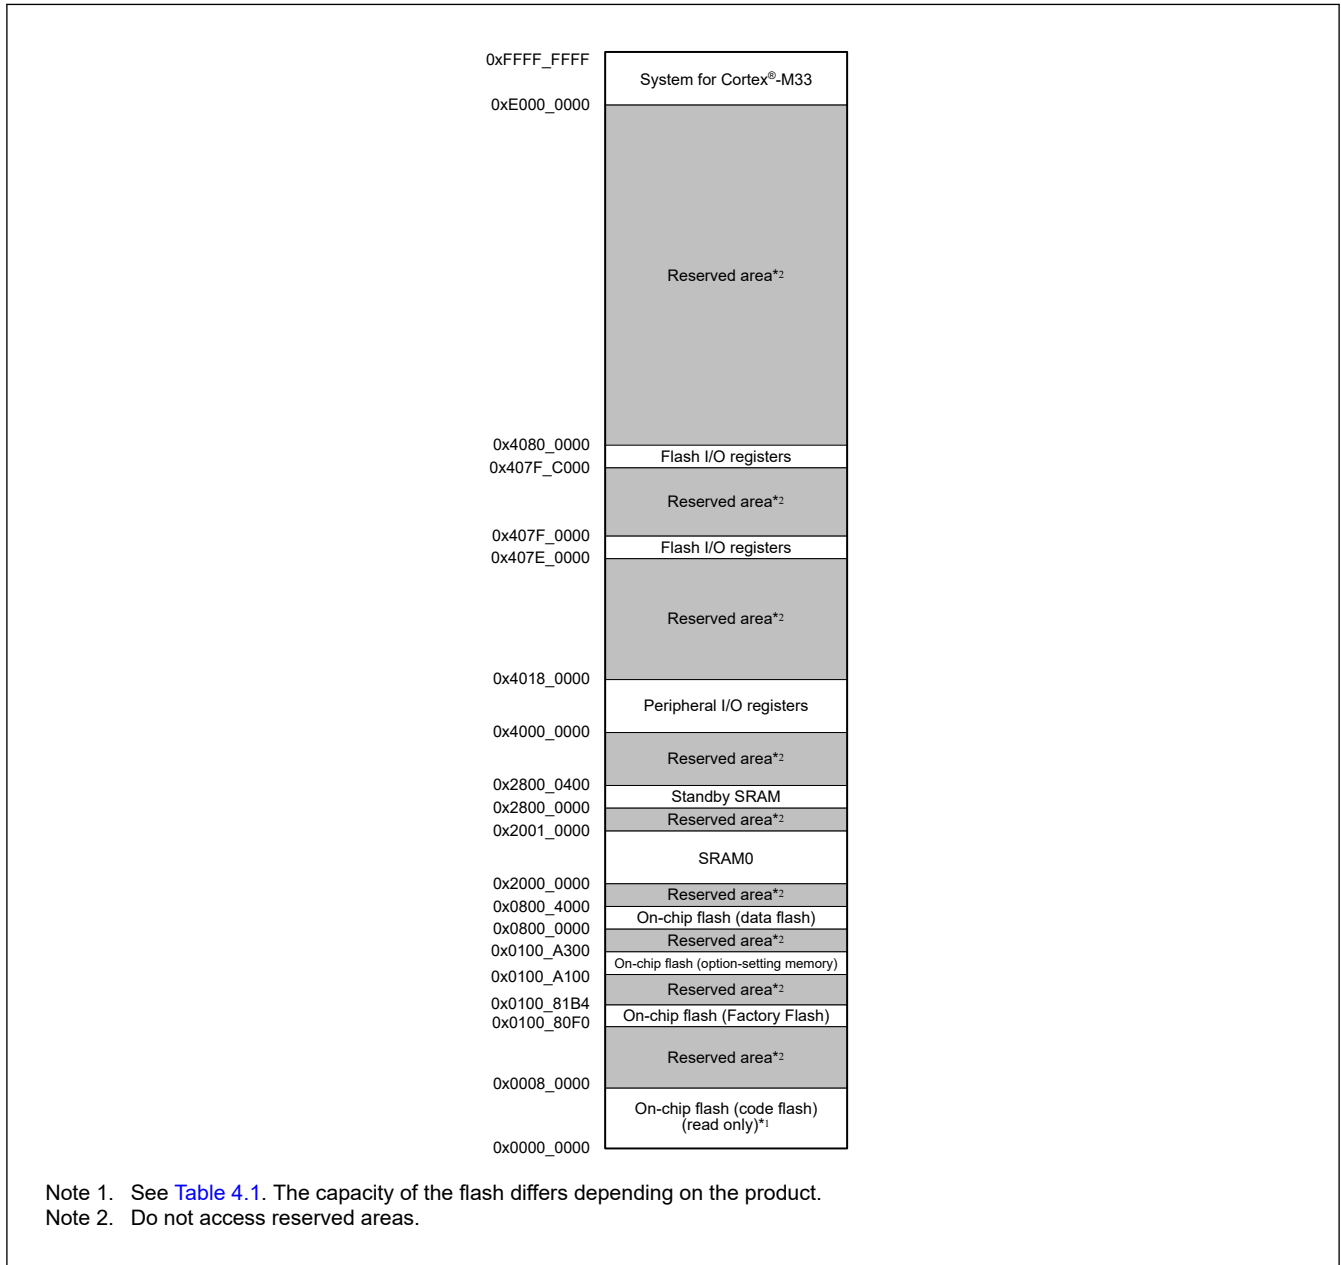 0xFFFF_FFFF
System for Cortex®-M33
0xE000_0000
Reserved area*2
0x4080_0000
Flash I/O registers
0x407F_C000
Reserved area*2
0x407F_0000
Flash I/O registers
0x407E_0000
Reserved area*2
0x4018_0000
Peripheral I/O registers
0x4000_0000
Reserved area*2
0x2800_0400
Standby SRAM
0x2800_0000
Reserved area*2
0x2001_0000
SRAM0
0x2000_0000
Reserved area*2
0x0800_4000
On-chip flash (data flash)
0x0800_0000
Reserved area*2
0x0100_A300
On-chip flash (option-setting memory)
0x0100_A100
Reserved area*2
0x0100_81B4
On-chip flash (Factory Flash)
0x0100_80F0
Reserved area*2
0x0008_0000
On-chip flash (code flash)
(read only)*1
0x0000_0000
Note 1. See Table 4.1. The capacity of the flash differs depending on the product.
Note 2. Do not access reserved areas.